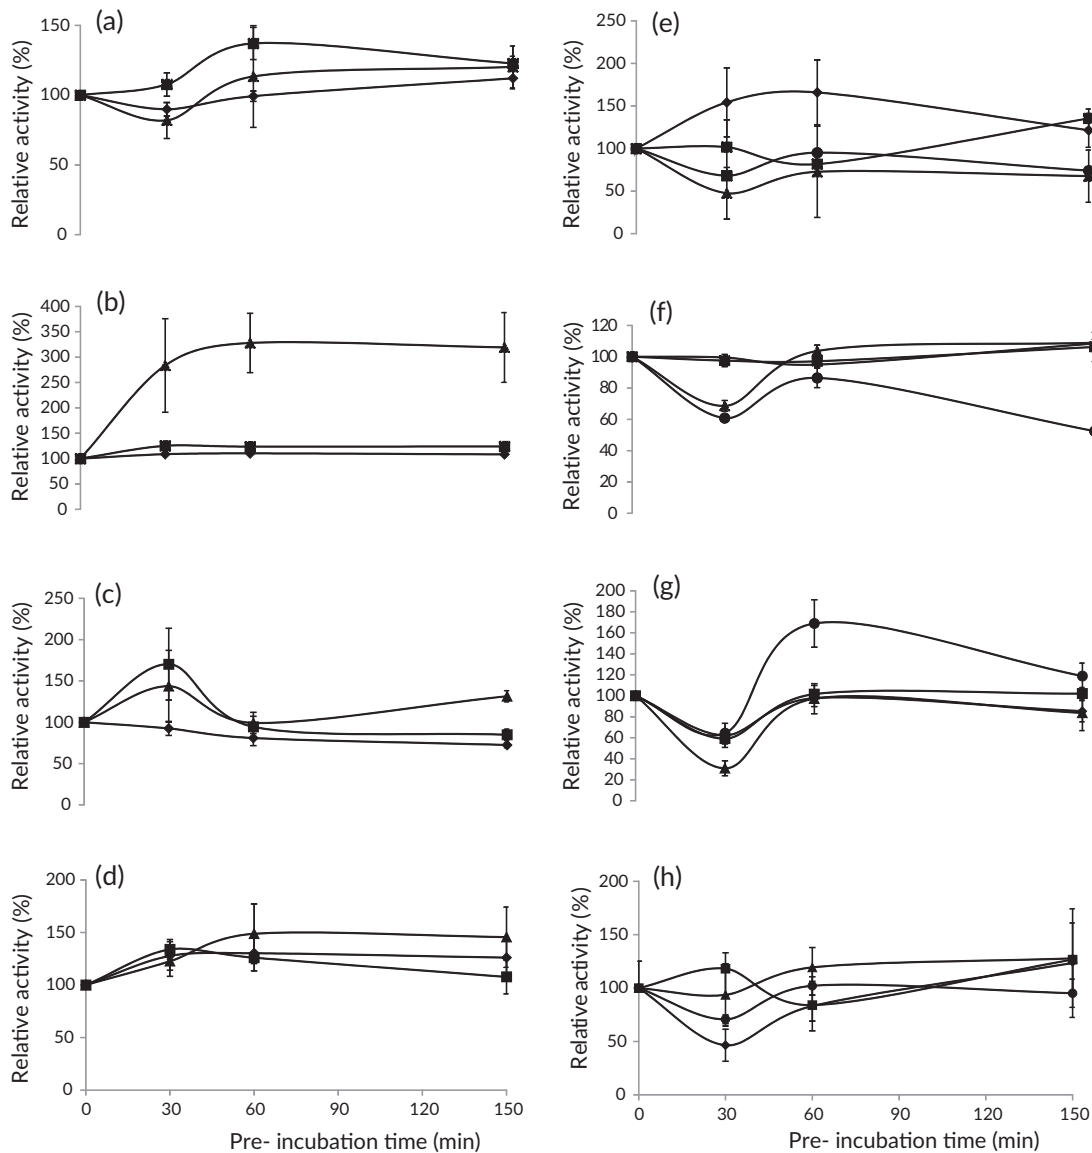 (a)
Relative activity (%)
150
100
50
0
(b)
Relative activity (%)
400
350
300
250
200
150
100
50
0
(c)
Relative activity (%)
250
200
150
100
50
0
(d)
Relative activity (%)
200
150
100
50
0
0 30 60 90 120 150
Pre- incubation time (min)
(e)
Relative activity (%)
250
200
150
100
50
0
(f)
Relative activity (%)
120
100
80
60
40
20
0
(g)
Relative activity (%)
200
180
160
140
120
100
80
60
40
20
0
(h)
Relative activity (%)
200
150
100
50
0
0 30 60 90 120 150
Pre- incubation time (min)